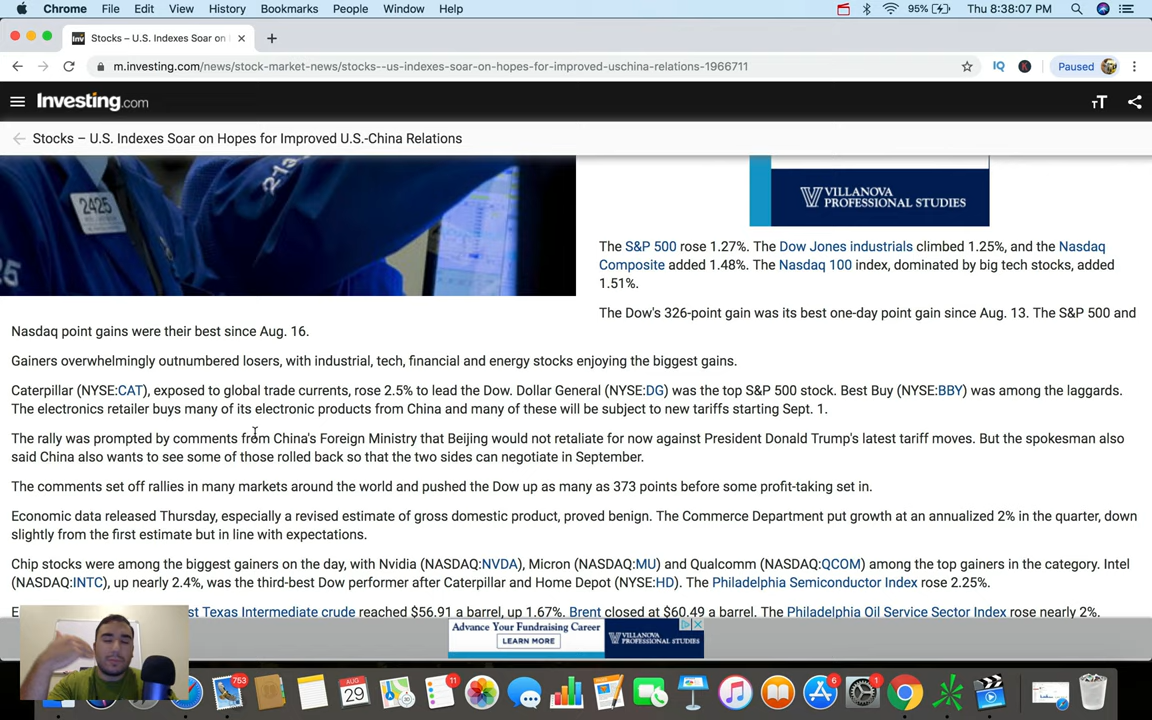 Chrome File Edit View History Bookmarks People Window Help 95% Thu 8:38:07 PM
Inv Stocks – U.S. Indexes Soar on
m.investing.com/news/stock-market-news/stocks--us-indexes-soar-on-hopes-for-improved-uschina-relations-1966711 IQ K Paused
Investing.com TT
Stocks – U.S. Indexes Soar on Hopes for Improved U.S.-China Relations
213
2425
25
VILLANOVA
PROFESSIONAL STUDIES
The S&P 500 rose 1.27%. The Dow Jones industrials climbed 1.25%, and the Nasdaq
Composite added 1.48%. The Nasdaq 100 index, dominated by big tech stocks, added
1.51%.
The Dow's 326-point gain was its best one-day point gain since Aug. 13. The S&P 500 and
Nasdaq point gains were their best since Aug. 16.
Gainers overwhelmingly outnumbered losers, with industrial, tech, financial and energy stocks enjoying the biggest gains.
Caterpillar (NYSE:CAT), exposed to global trade currents, rose 2.5% to lead the Dow. Dollar General (NYSE:DG) was the top S&P 500 stock. Best Buy (NYSE:BBY) was among the laggards.
The electronics retailer buys many of its electronic products from China and many of these will be subject to new tariffs starting Sept. 1.
The rally was prompted by comments from China's Foreign Ministry that Beijing would not retaliate for now against President Donald Trump's latest tariff moves. But the spokesman also
said China also wants to see some of those rolled back so that the two sides can negotiate in September.
The comments set off rallies in many markets around the world and pushed the Dow up as many as 373 points before some profit-taking set in.
Economic data released Thursday, especially a revised estimate of gross domestic product, proved benign. The Commerce Department put growth at an annualized 2% in the quarter, down
slightly from the first estimate but in line with expectations.
Chip stocks were among the biggest gainers on the day, with Nvidia (NASDAQ:NVDA), Micron (NASDAQ:MU) and Qualcomm (NASDAQ:QCOM) among the top gainers in the category. Intel
(NASDAQ:INTC), up nearly 2.4%, was the third-best Dow performer after Caterpillar and Home Depot (NYSE:HD). The Philadelphia Semiconductor Index rose 2.25%.
Texas Intermediate crude reached $56.91 a barrel, up 1.67%. Brent closed at $60.49 a barrel. The Philadelphia Oil Service Sector Index rose nearly 2%.
Advance Your Fundraising Career
LEARN MORE
VILLANOVA
PROFESSIONAL STUDIES
753 AUG 29 11 6 1